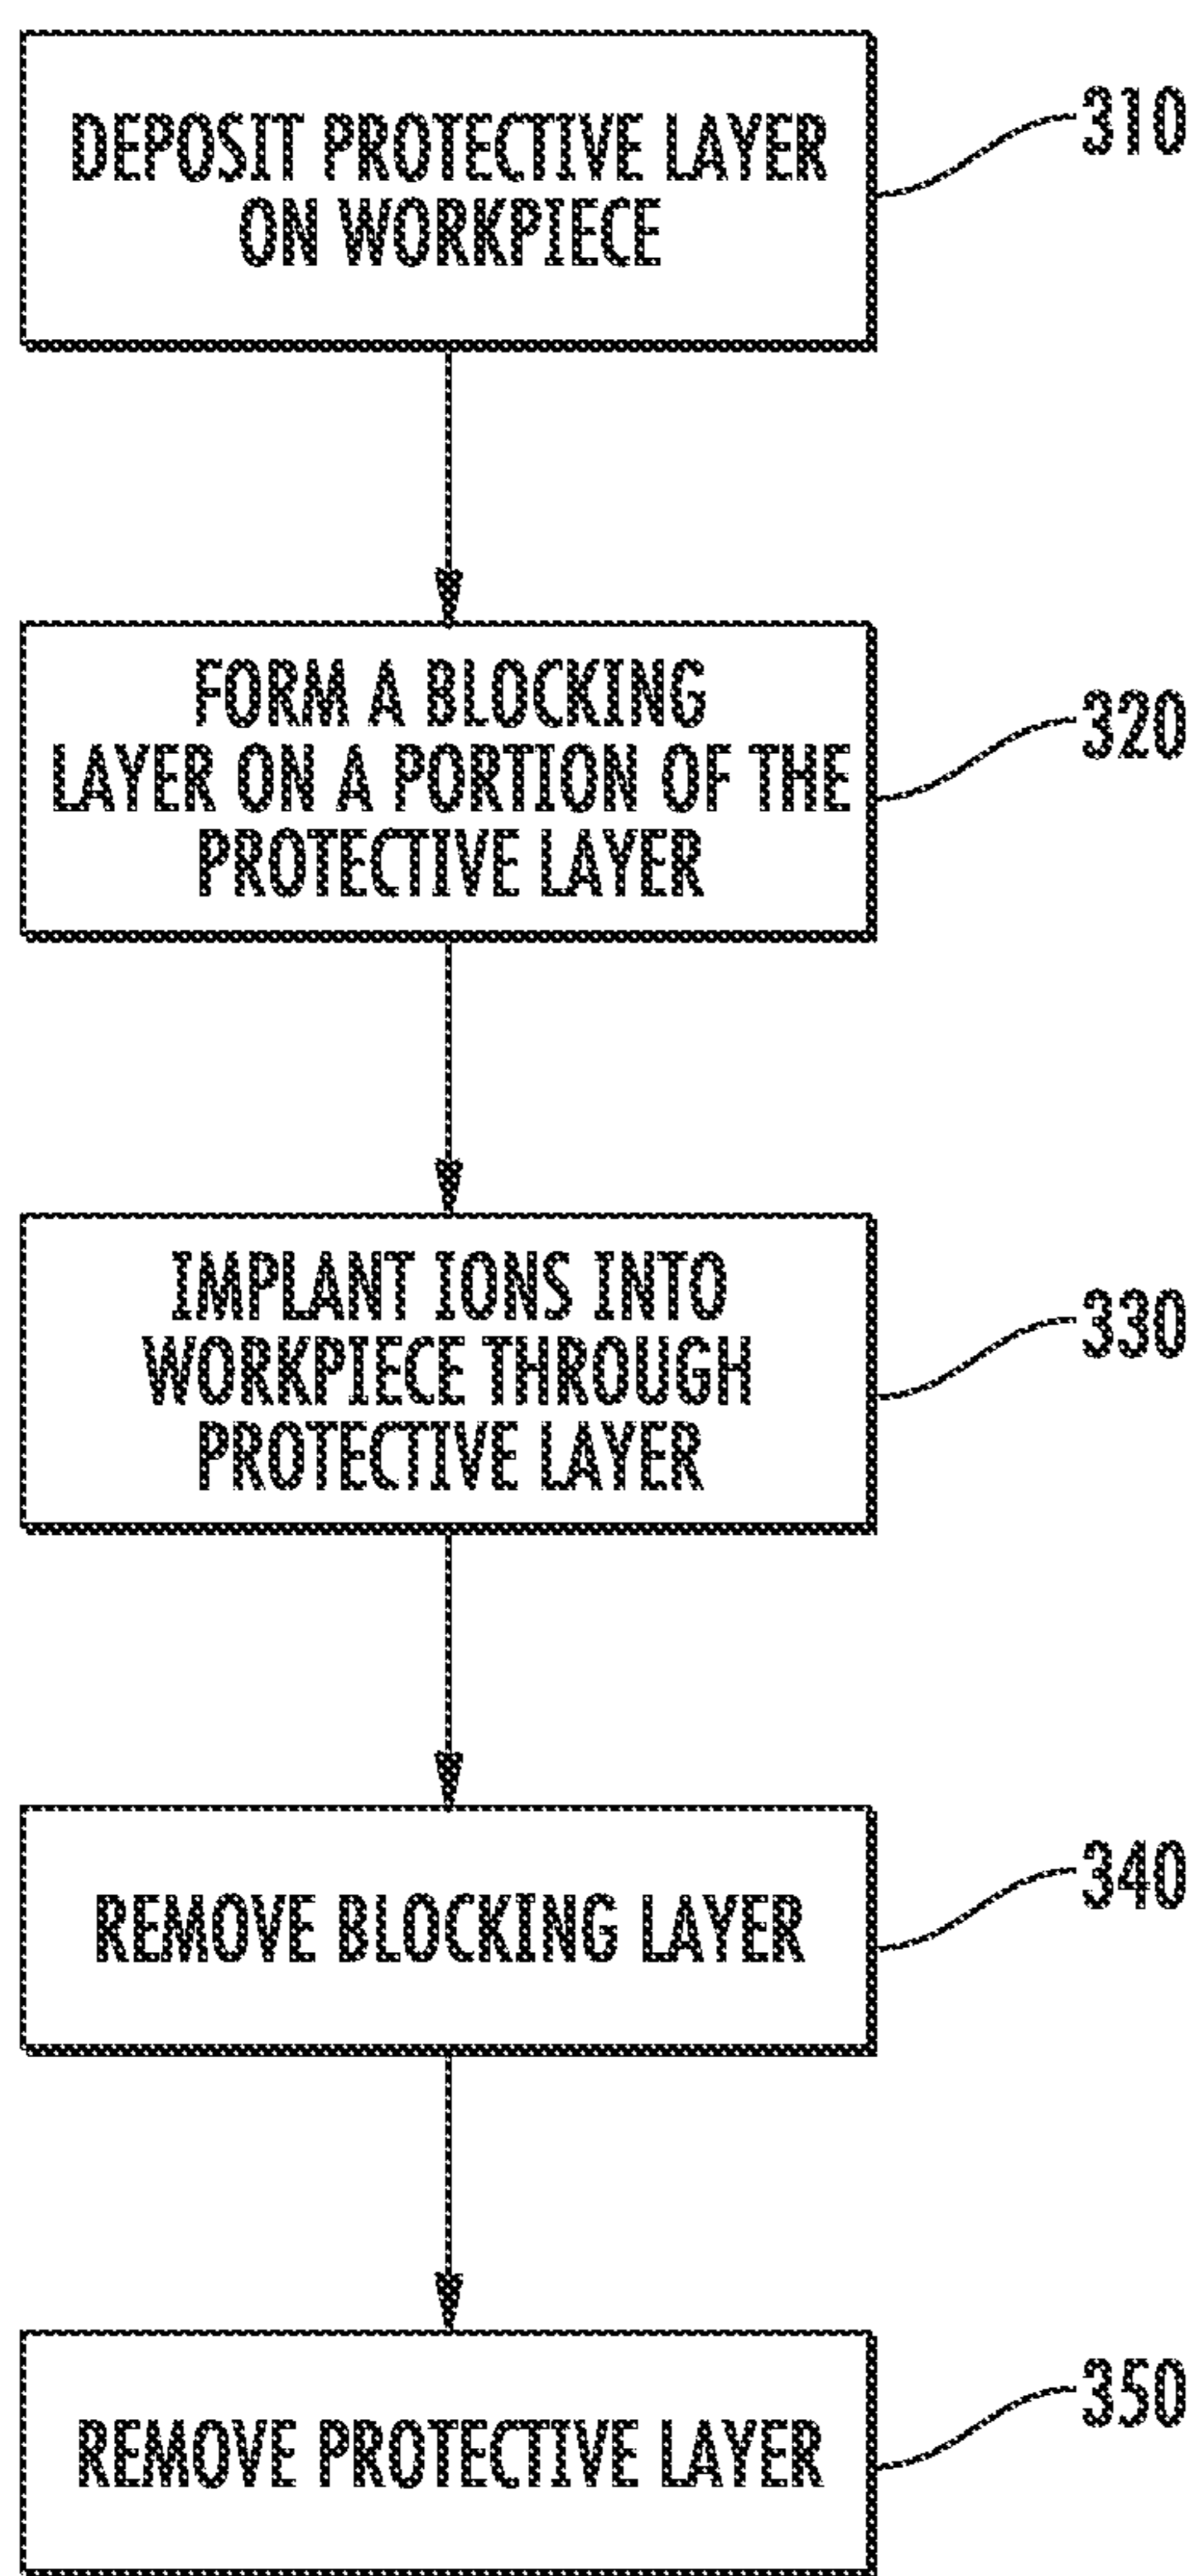 DEPOSIT PROTECTIVE LAYER
ON WORKPIECE
310
FORM A BLOCKING
LAYER ON A PORTION OF THE
PROTECTIVE LAYER
320
IMPLANT IONS INTO
WORKPIECE THROUGH
PROTECTIVE LAYER
330
REMOVE BLOCKING LAYER
340
REMOVE PROTECTIVE LAYER
350